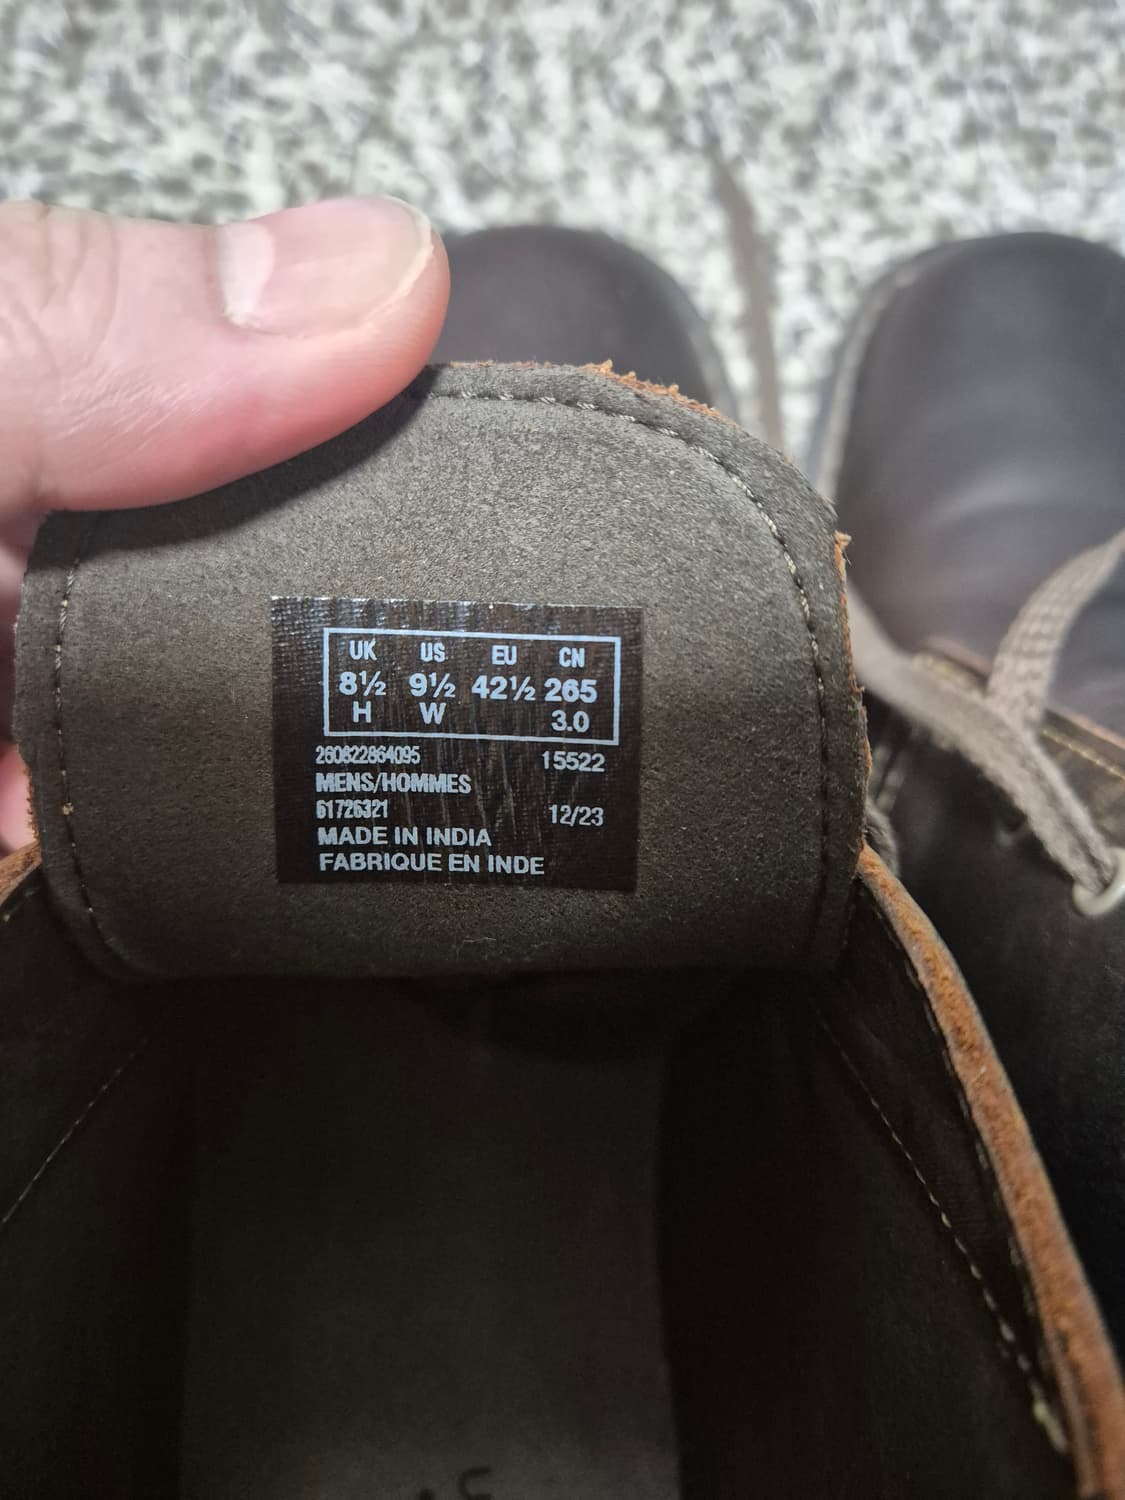 UK US EU CN
8½ 9½ 42½ 265
H W 3.0
260822864095 15522
MENS/HOMMES
61726321 12/23
MADE IN INDIA
FABRIQUE EN INDE